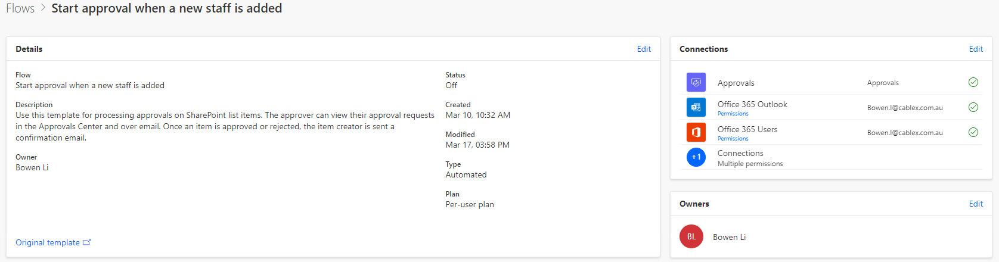 Flows > Start approval when a new staff is added
Details
Edit
Flow
Start approval when a new staff is added
Description
Use this template for processing approvals on SharePoint list items. The approver can view their approval requests
in the Approvals Center and over email. Once an item is approved or rejected, the item creator is sent a
confirmation email.
Owner
Bowen Li
Original template
Status
Off
Created
Mar 10, 10:32 AM
Modified
Mar 17, 03:58 PM
Type
Automated
Plan
Per-user plan
Connections
Edit
Approvals
Approvals
Office 365 Outlook
Permissions
Bowen.l@cablex.com.au
Office 365 Users
Permissions
Bowen.l@cablex.com.au
+1
Connections
Multiple permissions
Owners
Edit
BL
Bowen Li